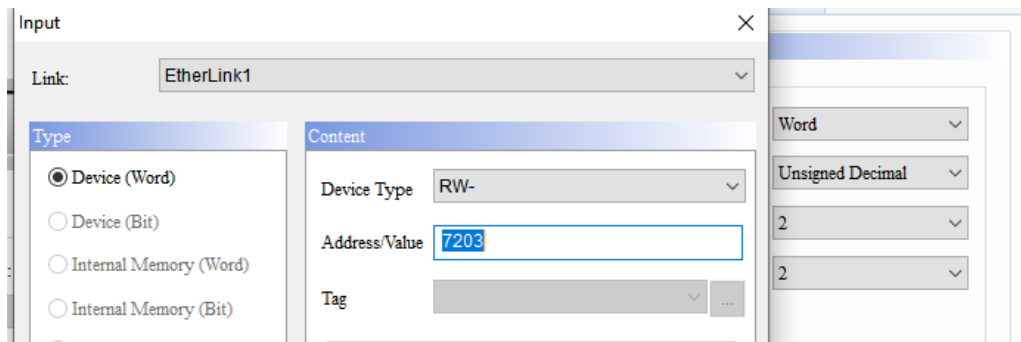 Input
Link:
EtherLink1
Type
Device (Word)
Device (Bit)
Internal Memory (Word)
Internal Memory (Bit)
Content
Device Type
RW-
Address/Value
7203
Tag
...
Word
Unsigned Decimal
2
2